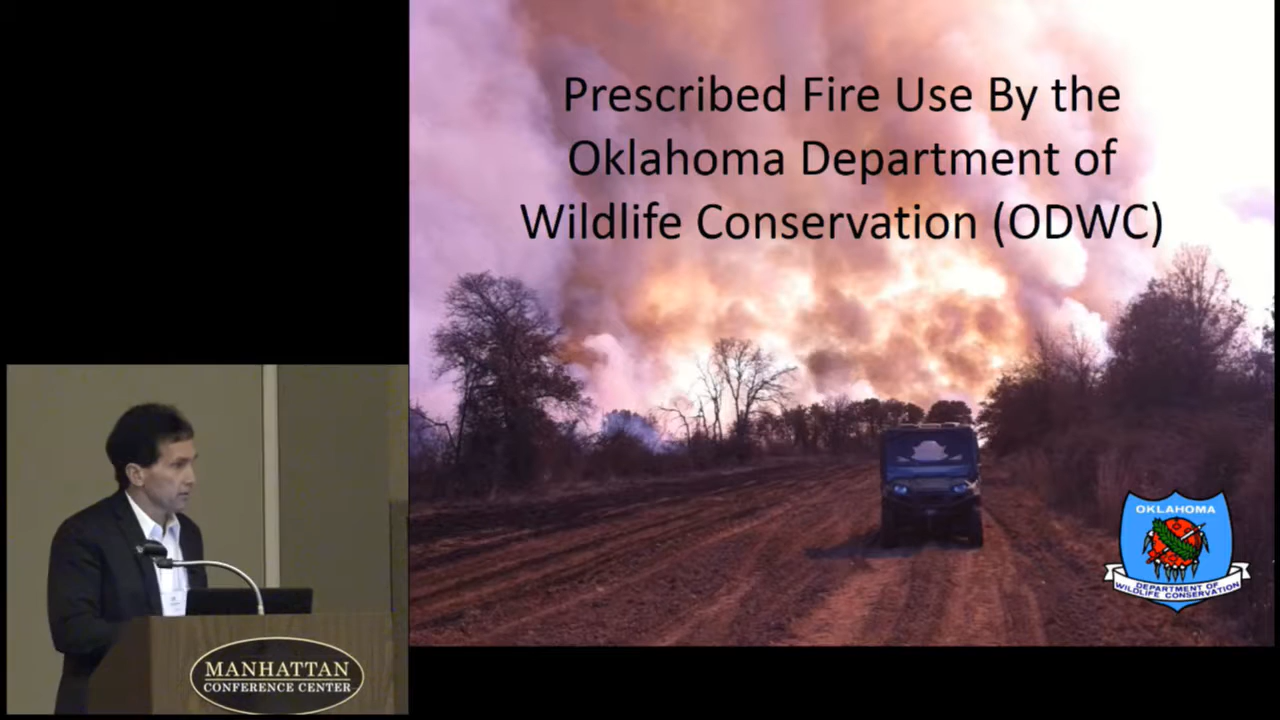 Prescribed Fire Use By the
Oklahoma Department of
Wildlife Conservation (ODWC)
OKLAHOMA
DEPARTMENT OF
WILDLIFE CONSERVATION
MANHATTAN
CONFERENCE CENTER